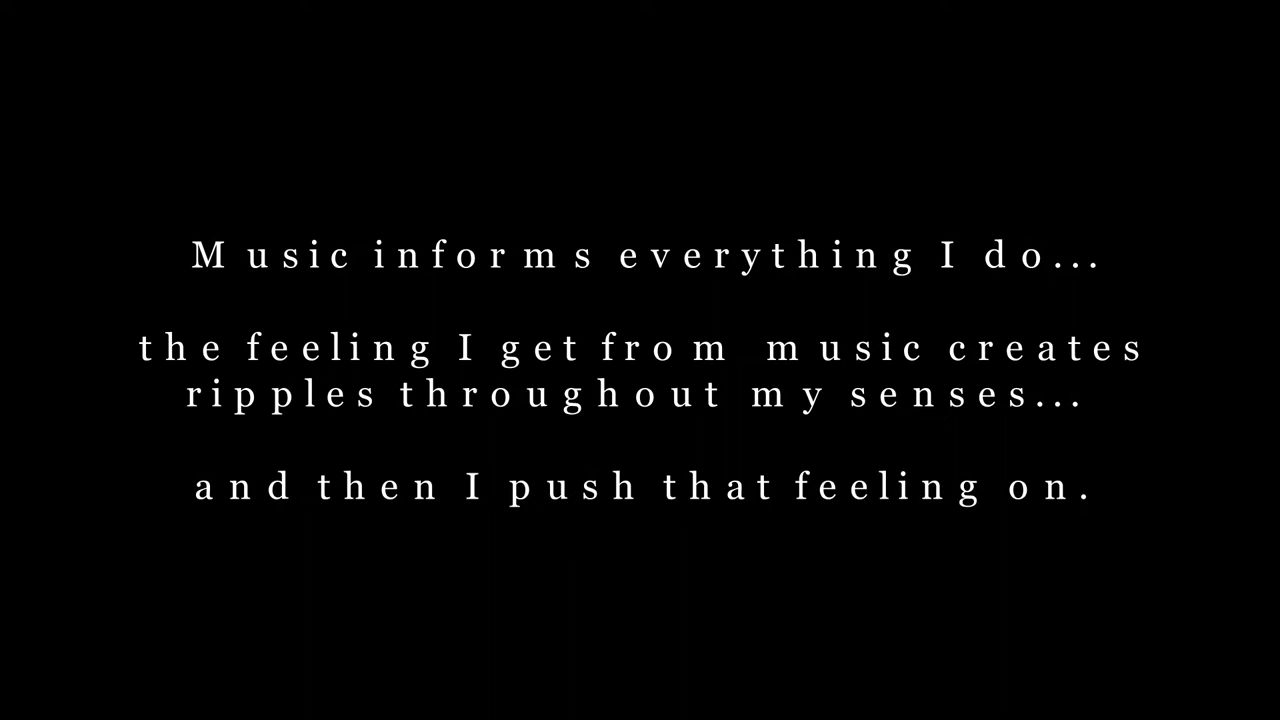 Music informs everything I do...
the feeling I get from music creates
ripples throughout my senses...
and then I push that feeling on.